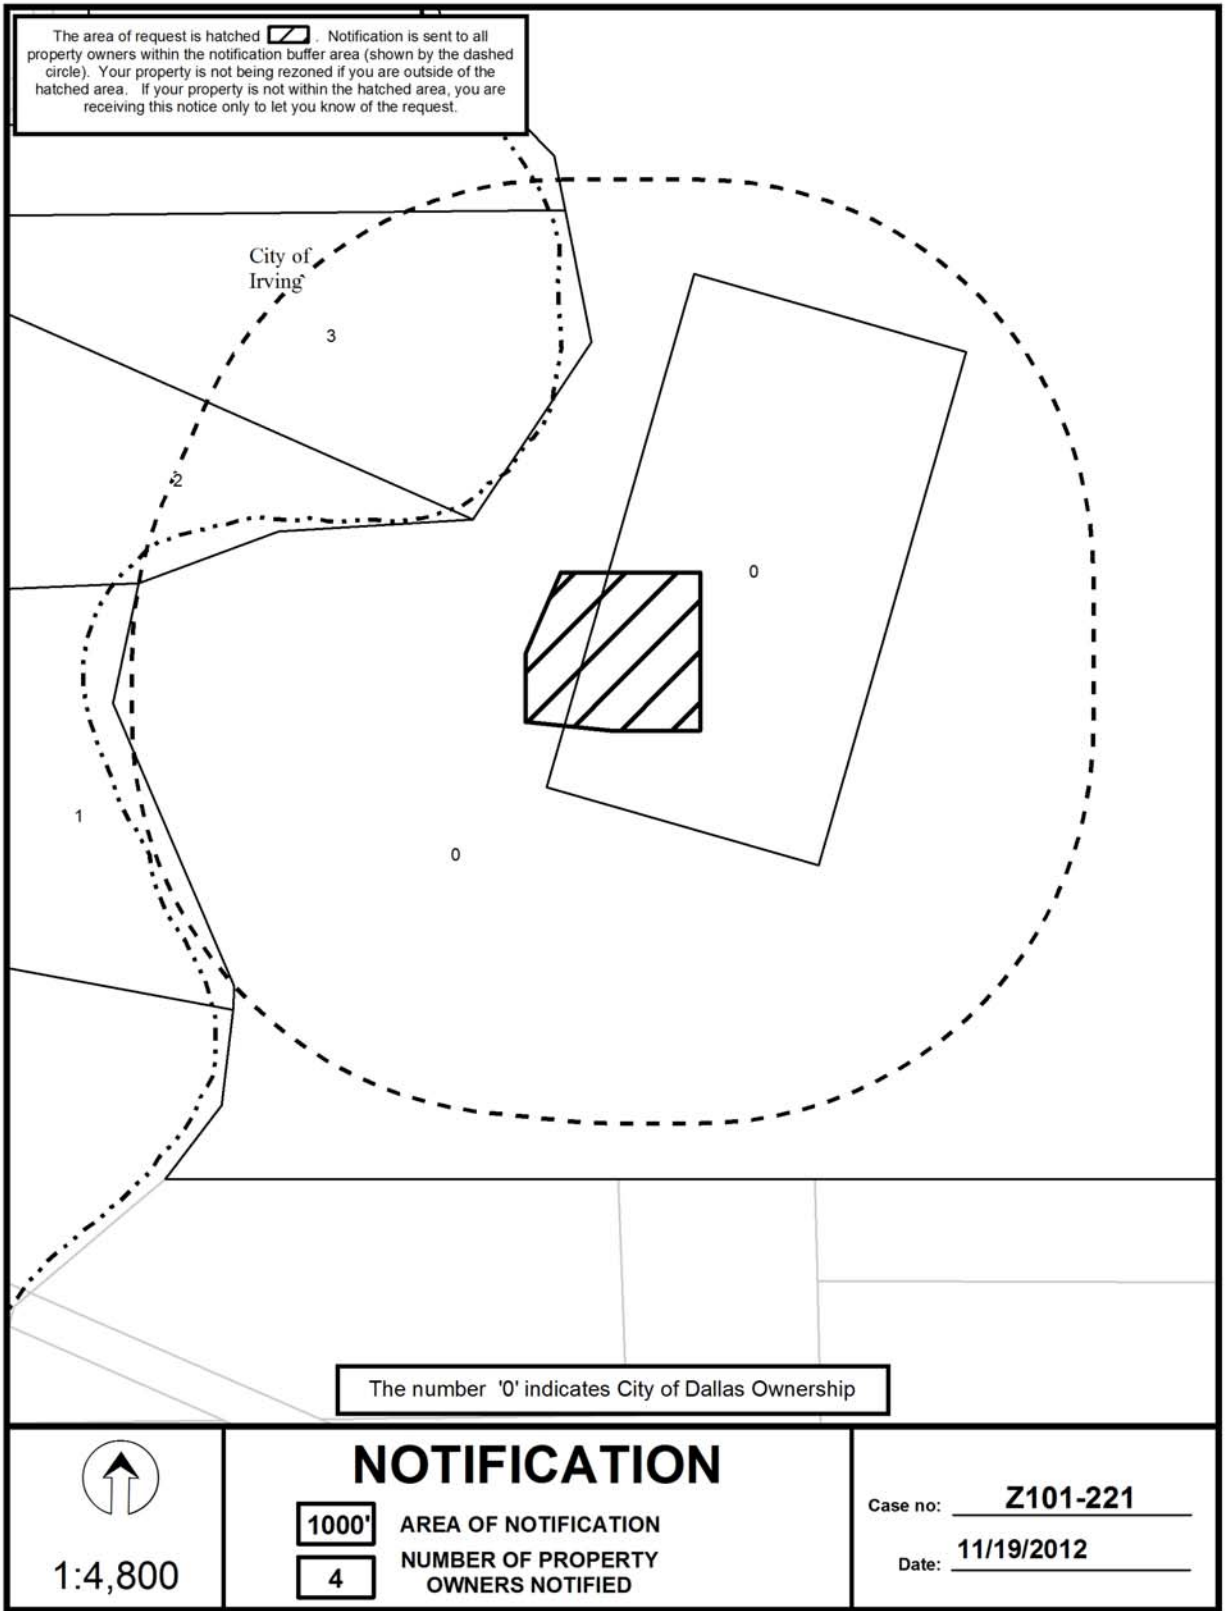 The area of request is hatched . Notification is sent to all
property owners within the notification buffer area (shown by the dashed
circle). Your property is not being rezoned if you are outside of the
hatched area. If your property is not within the hatched area, you are
receiving this notice only to let you know of the request.
City of
Irving
3
2
0
1
0
The number '0' indicates City of Dallas Ownership
1:4,800
NOTIFICATION
1000' AREA OF NOTIFICATION
4 NUMBER OF PROPERTY
OWNERS NOTIFIED
Case no: Z101-221
Date: 11/19/2012